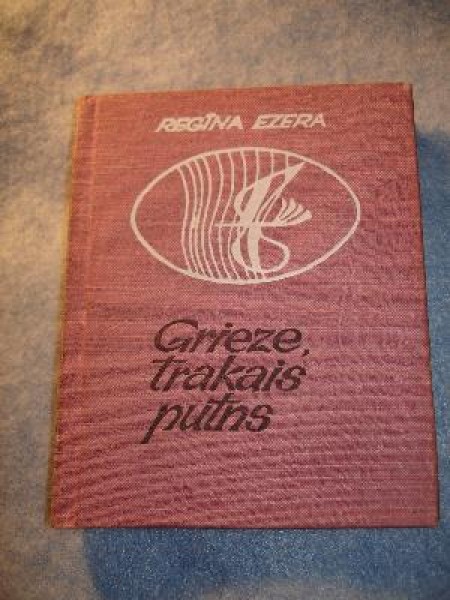 REGĪNA EZERA
Grieze,
trakais
putns